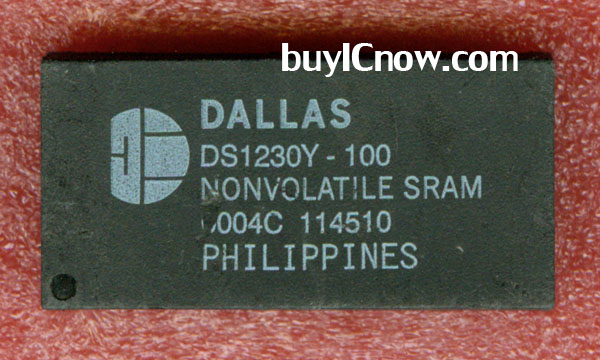 buyICnow.com
DALLAS
DS1230Y - 100
NONVOLATILE SRAM
114510
PHILIPPINES